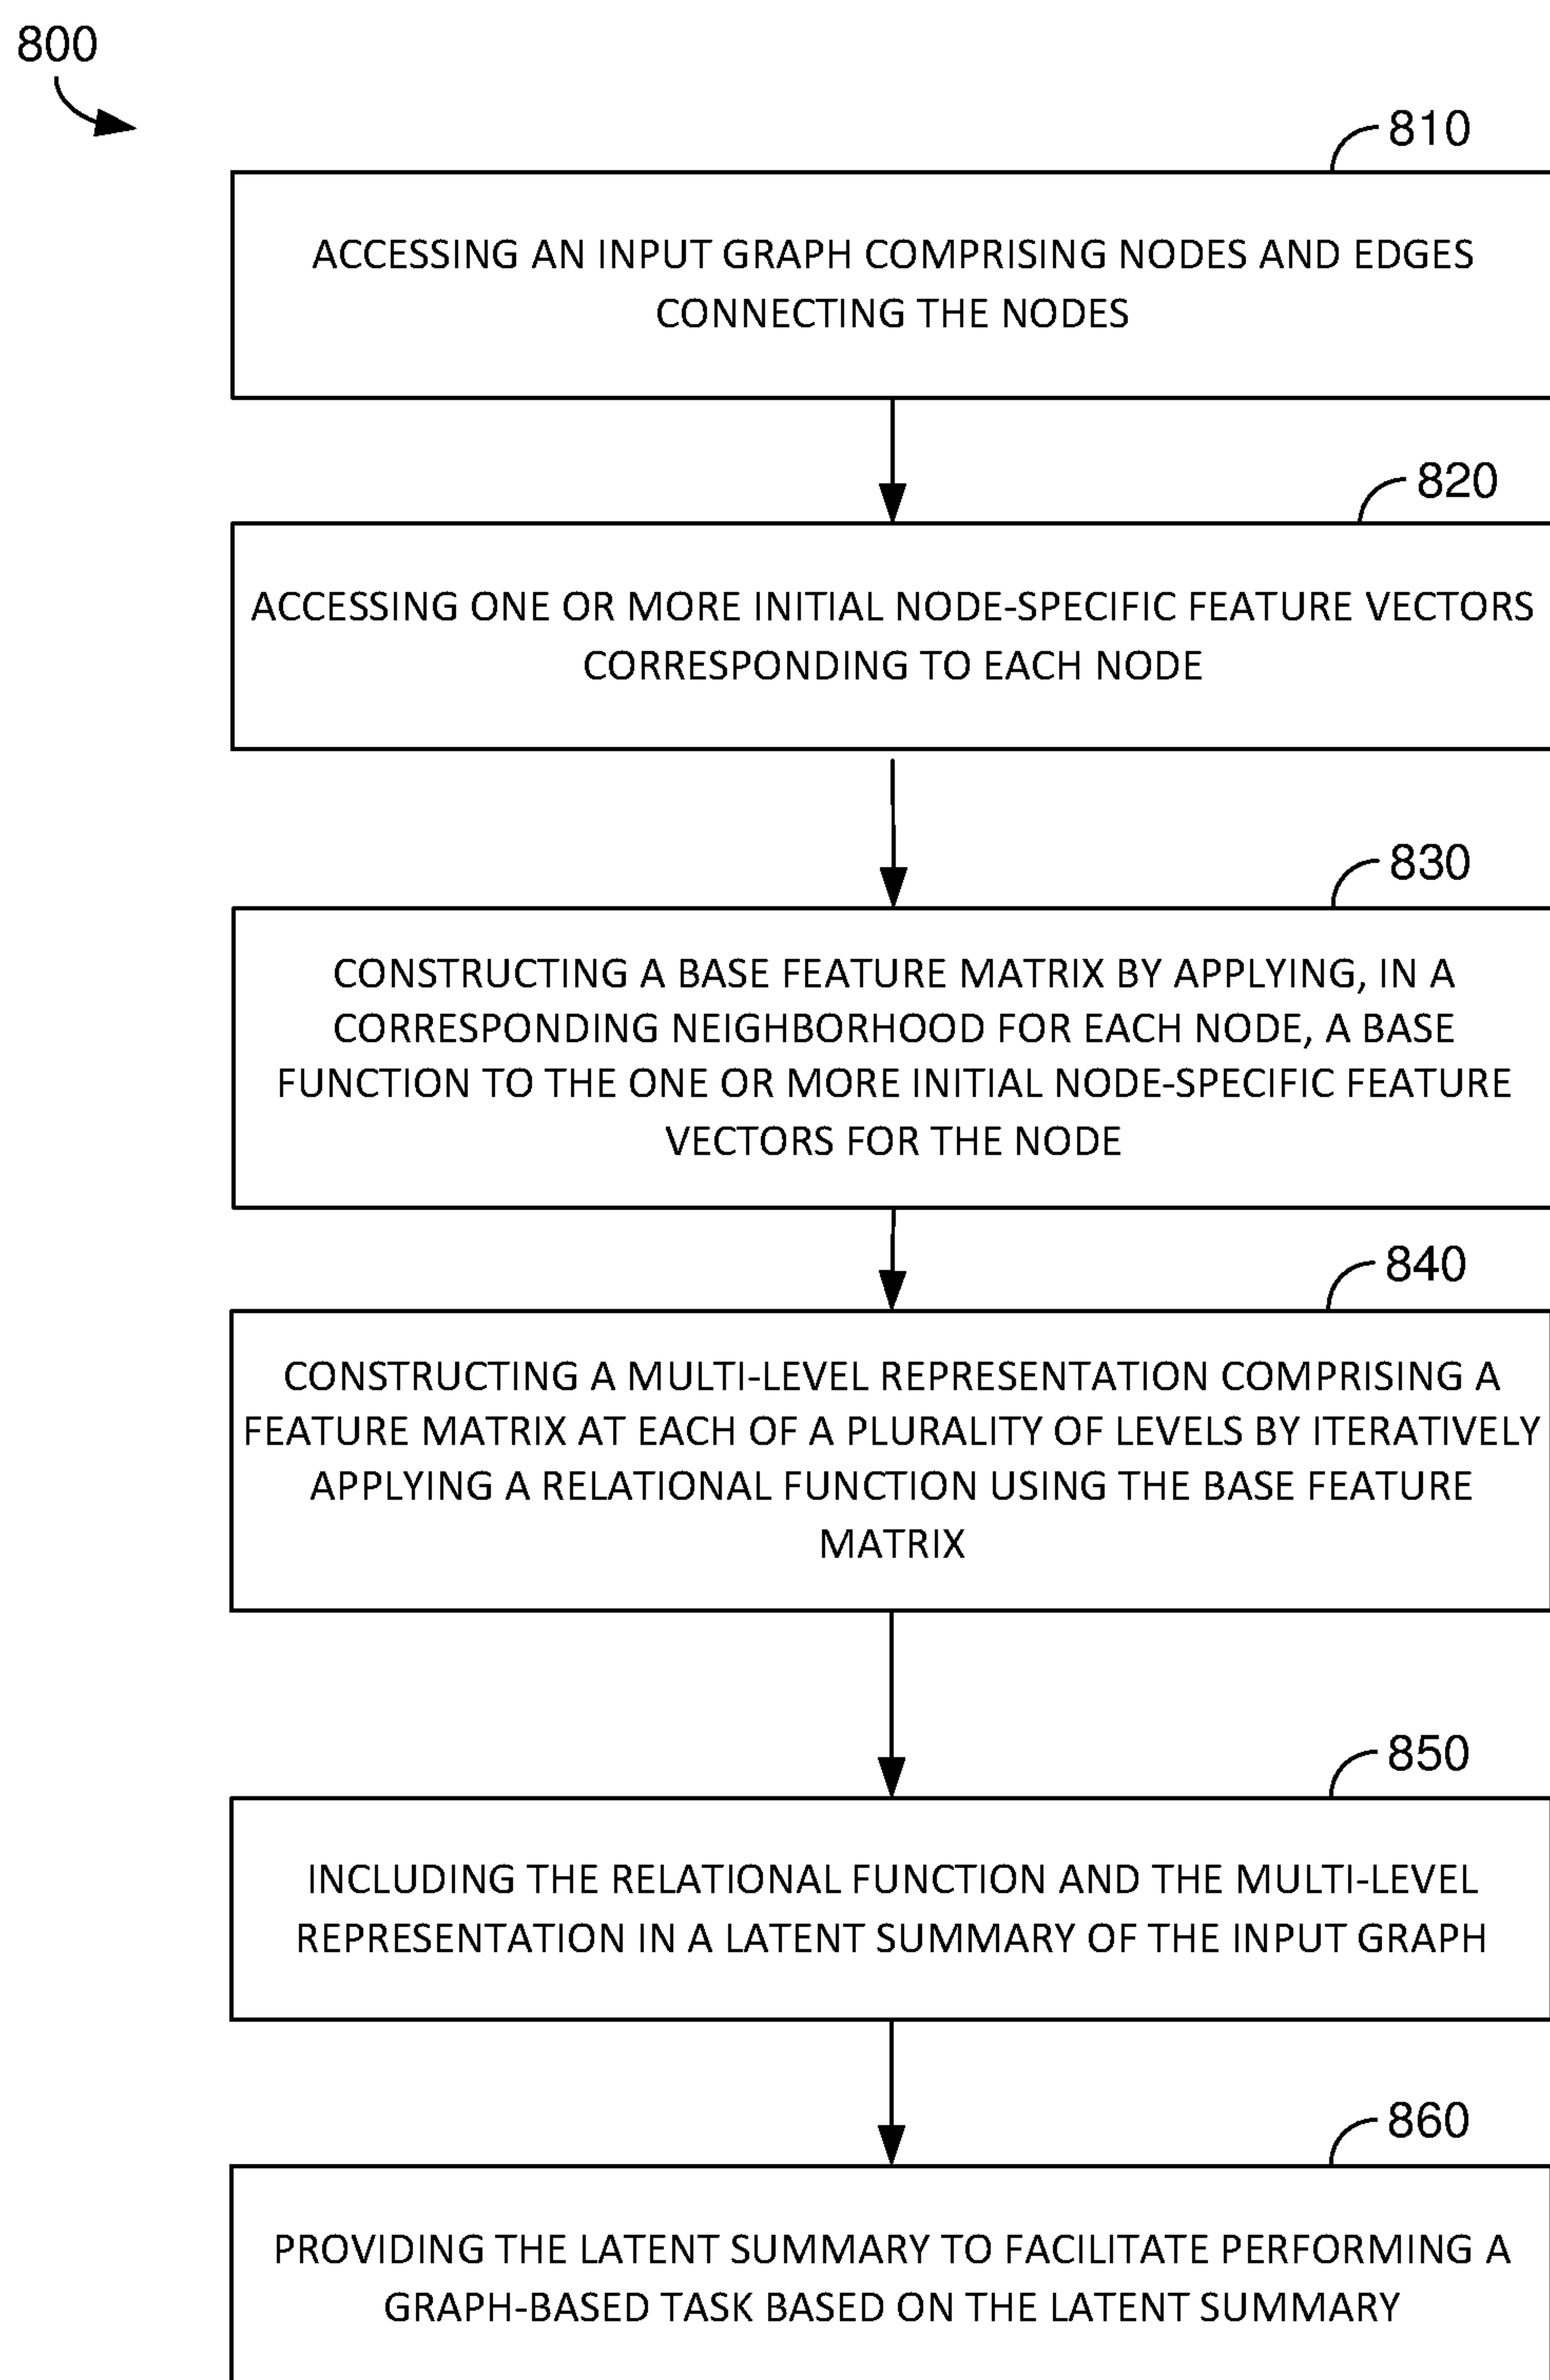 800
810
ACCESSING AN INPUT GRAPH COMPRISING NODES AND EDGES
CONNECTING THE NODES
820
ACCESSING ONE OR MORE INITIAL NODE-SPECIFIC FEATURE VECTORS
CORRESPONDING TO EACH NODE
830
CONSTRUCTING A BASE FEATURE MATRIX BY APPLYING, IN A
CORRESPONDING NEIGHBORHOOD FOR EACH NODE, A BASE
FUNCTION TO THE ONE OR MORE INITIAL NODE-SPECIFIC FEATURE
VECTORS FOR THE NODE
840
CONSTRUCTING A MULTI-LEVEL REPRESENTATION COMPRISING A
FEATURE MATRIX AT EACH OF A PLURALITY OF LEVELS BY ITERATIVELY
APPLYING A RELATIONAL FUNCTION USING THE BASE FEATURE
MATRIX
850
INCLUDING THE RELATIONAL FUNCTION AND THE MULTI-LEVEL
REPRESENTATION IN A LATENT SUMMARY OF THE INPUT GRAPH
860
PROVIDING THE LATENT SUMMARY TO FACILITATE PERFORMING A
GRAPH-BASED TASK BASED ON THE LATENT SUMMARY